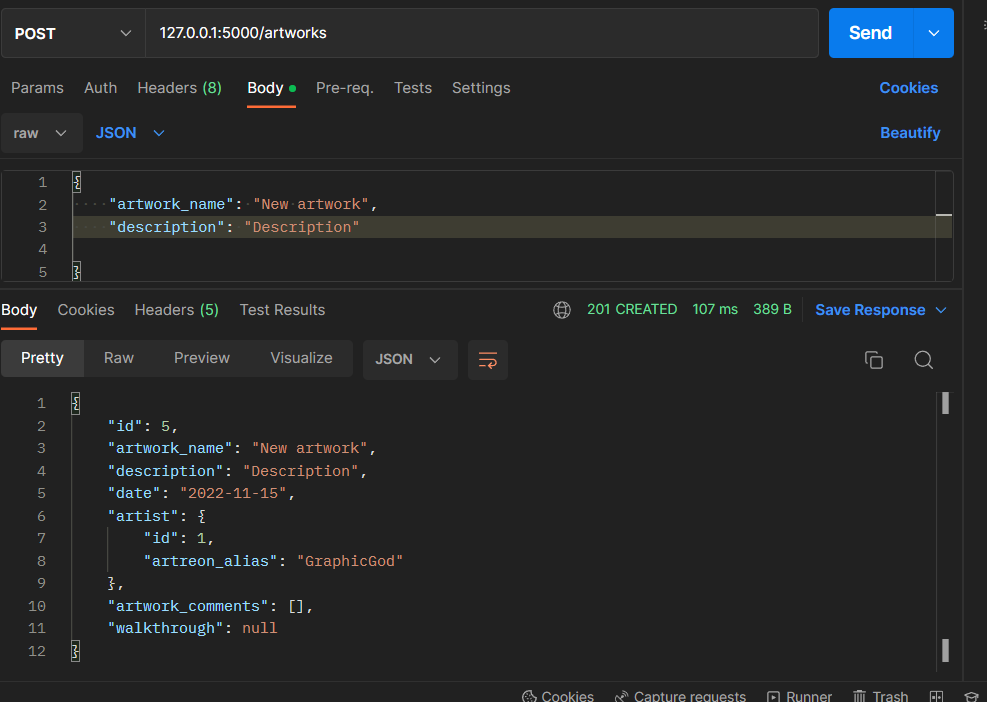 POST 127.0.0.1:5000/artworks Send
Params Auth Headers (8) Body Pre-req. Tests Settings Cookies
raw JSON Beautify
1 {
2 "artwork_name": "New artwork",
3 "description": "Description"
4
5 }
Body Cookies Headers (5) Test Results 201 CREATED 107 ms 389 B Save Response
Pretty Raw Preview Visualize JSON
1 {
2 "id": 5,
3 "artwork_name": "New artwork",
4 "description": "Description",
5 "date": "2022-11-15",
6 "artist": {
7 "id": 1,
8 "artreon_alias": "GraphicGod"
9 },
10 "artwork_comments": [],
11 "walkthrough": null
12 }
Cookies Capture requests Runner Trash